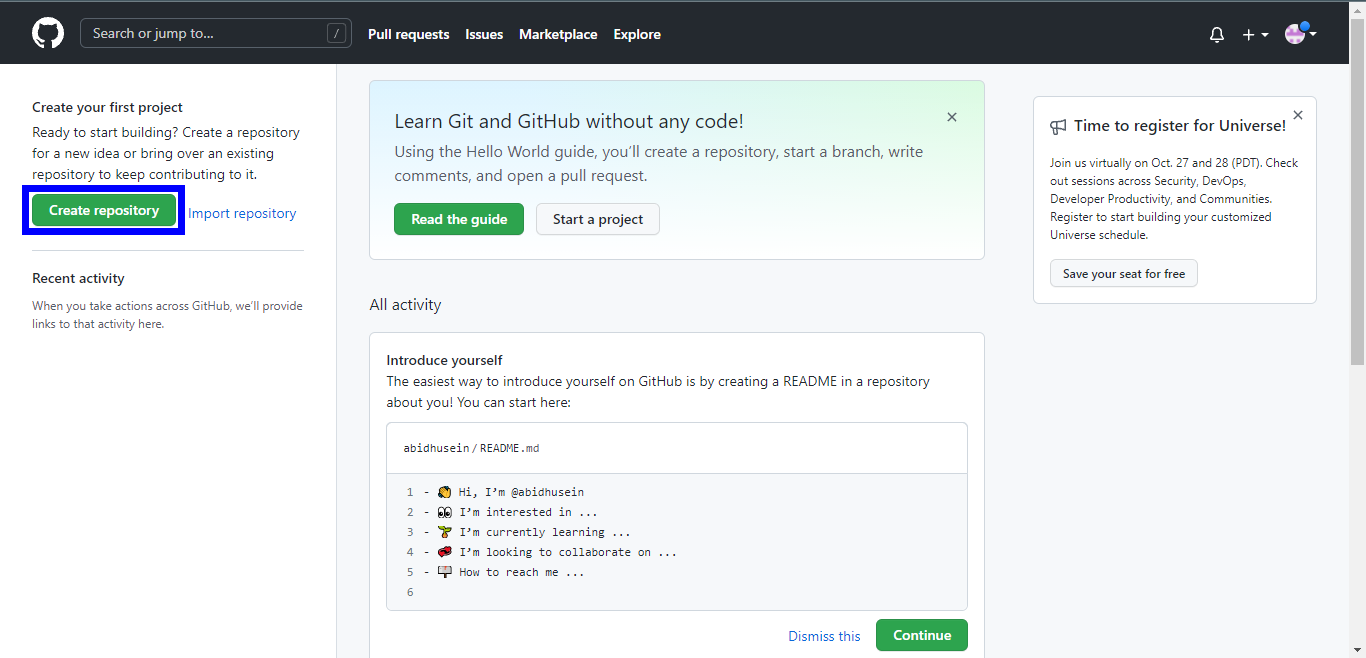 Search or jump to... /
Pull requests
Issues
Marketplace
Explore
Create your first project
Ready to start building? Create a repository
for a new idea or bring over an existing
repository to keep contributing to it.
Create repository
Import repository
Recent activity
When you take actions across GitHub, we’ll provide
links to that activity here.
Learn Git and GitHub without any code!
Using the Hello World guide, you’ll create a repository, start a branch, write
comments, and open a pull request.
Read the guide
Start a project
All activity
Introduce yourself
The easiest way to introduce yourself on GitHub is by creating a README in a repository
about you! You can start here:
abidhusein/README.md
1 - 👋 Hi, I’m @abidhusein
2 - 👀 I’m interested in ...
3 - 🌱 I’m currently learning ...
4 - 💞️ I’m looking to collaborate on ...
5 - 📫 How to reach me ...
6
Dismiss this
Continue
Time to register for Universe!
Join us virtually on Oct. 27 and 28 (PDT). Check
out sessions across Security, DevOps,
Developer Productivity, and Communities.
Register to start building your customized
Universe schedule.
Save your seat for free